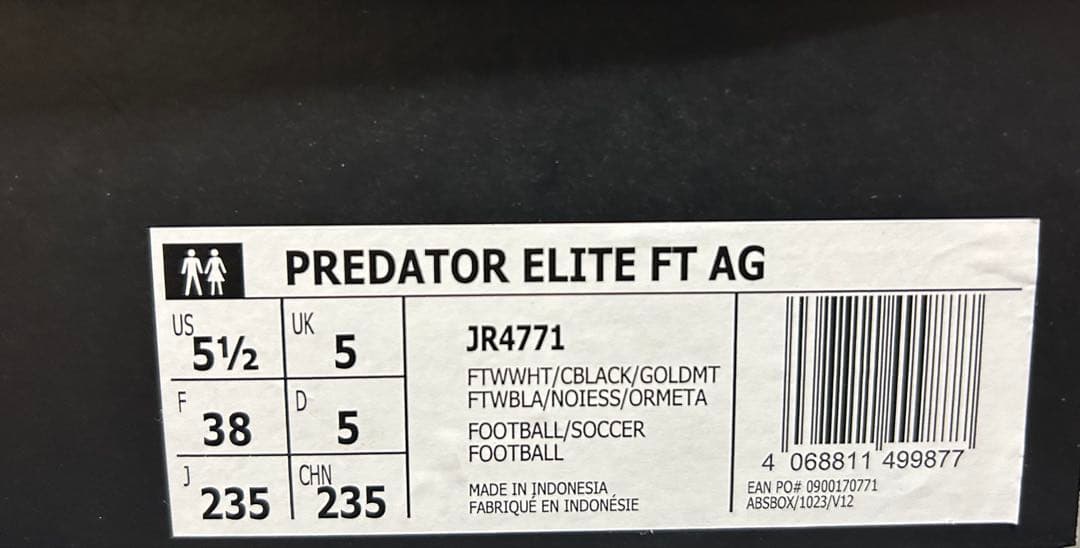 PREDATOR ELITE FT AG
US 5½ UK 5
F 38 D 5
J 235 CHN 235
JR4771
FTWWHT/CBLACK/GOLDMT
FTWBLA/NOIESS/ORMETA
FOOTBALL/SOCCER
FOOTBALL
MADE IN INDONESIA
FABRIQUÉ EN INDONÉSIE
4 068811 499877
EAN PO# 0900170771
ABSBOX/1023/V12